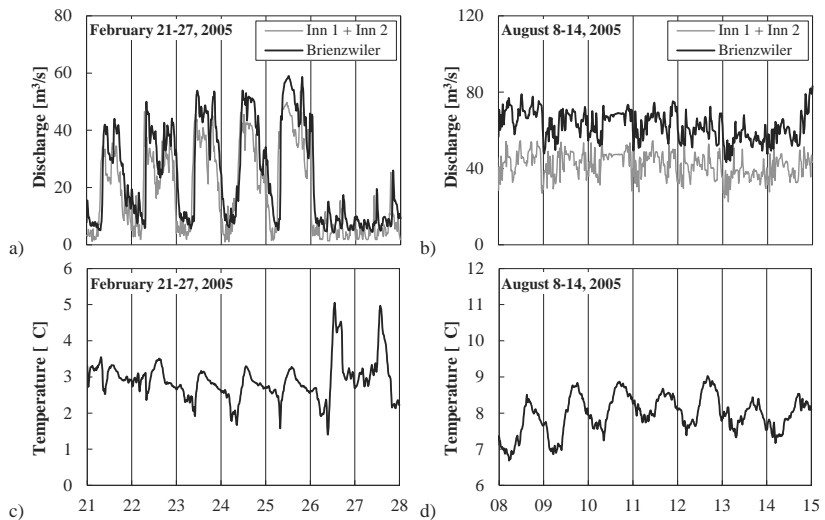 February 21-27, 2005
Inn 1 + Inn 2
Brienzwiler
Discharge [m³/s]
80
60
40
20
0
a)
August 8-14, 2005
Inn 1 + Inn 2
Brienzwiler
Discharge [m³/s]
120
80
40
0
b)
February 21-27, 2005
Temperature [ C]
6
5
4
3
2
1
0
21 22 23 24 25 26 27 28
c)
August 8-14, 2005
Temperature [ C]
12
11
10
9
8
7
6
08 09 10 11 12 13 14 15
d)